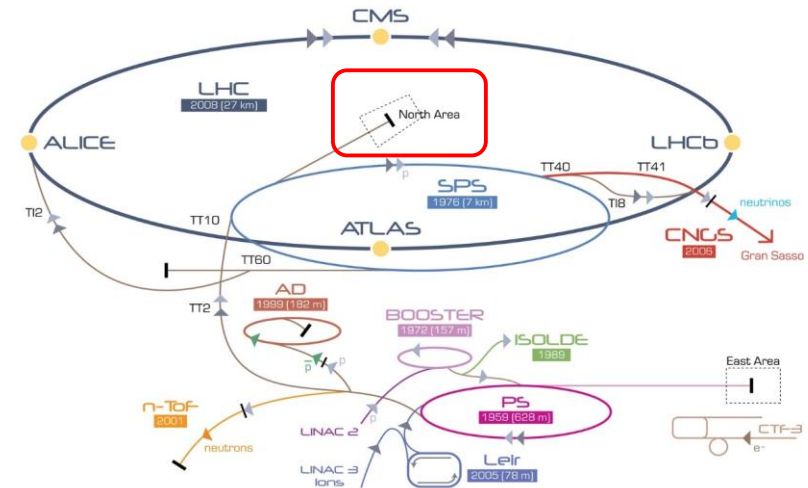 CMS
LHC
2008 (27 km)
North Area
ALICE
LHCb
TT40
TT41
p
SPS
1976 (7 km)
TI2
TT10
TI8
neutrinos
ATLAS
CNGS
2006
Gran Sasso
TT60
AD
1999 (182 m)
TT2
BOOSTER
1972 (157 m)
ISOLDE
1989
East Area
p
p
n-ToF
2001
PS
1959 (628 m)
LINAC 2
p
neutrons
CTF-3
e-
LINAC 3
Ions
Leir
2005 (78 m)